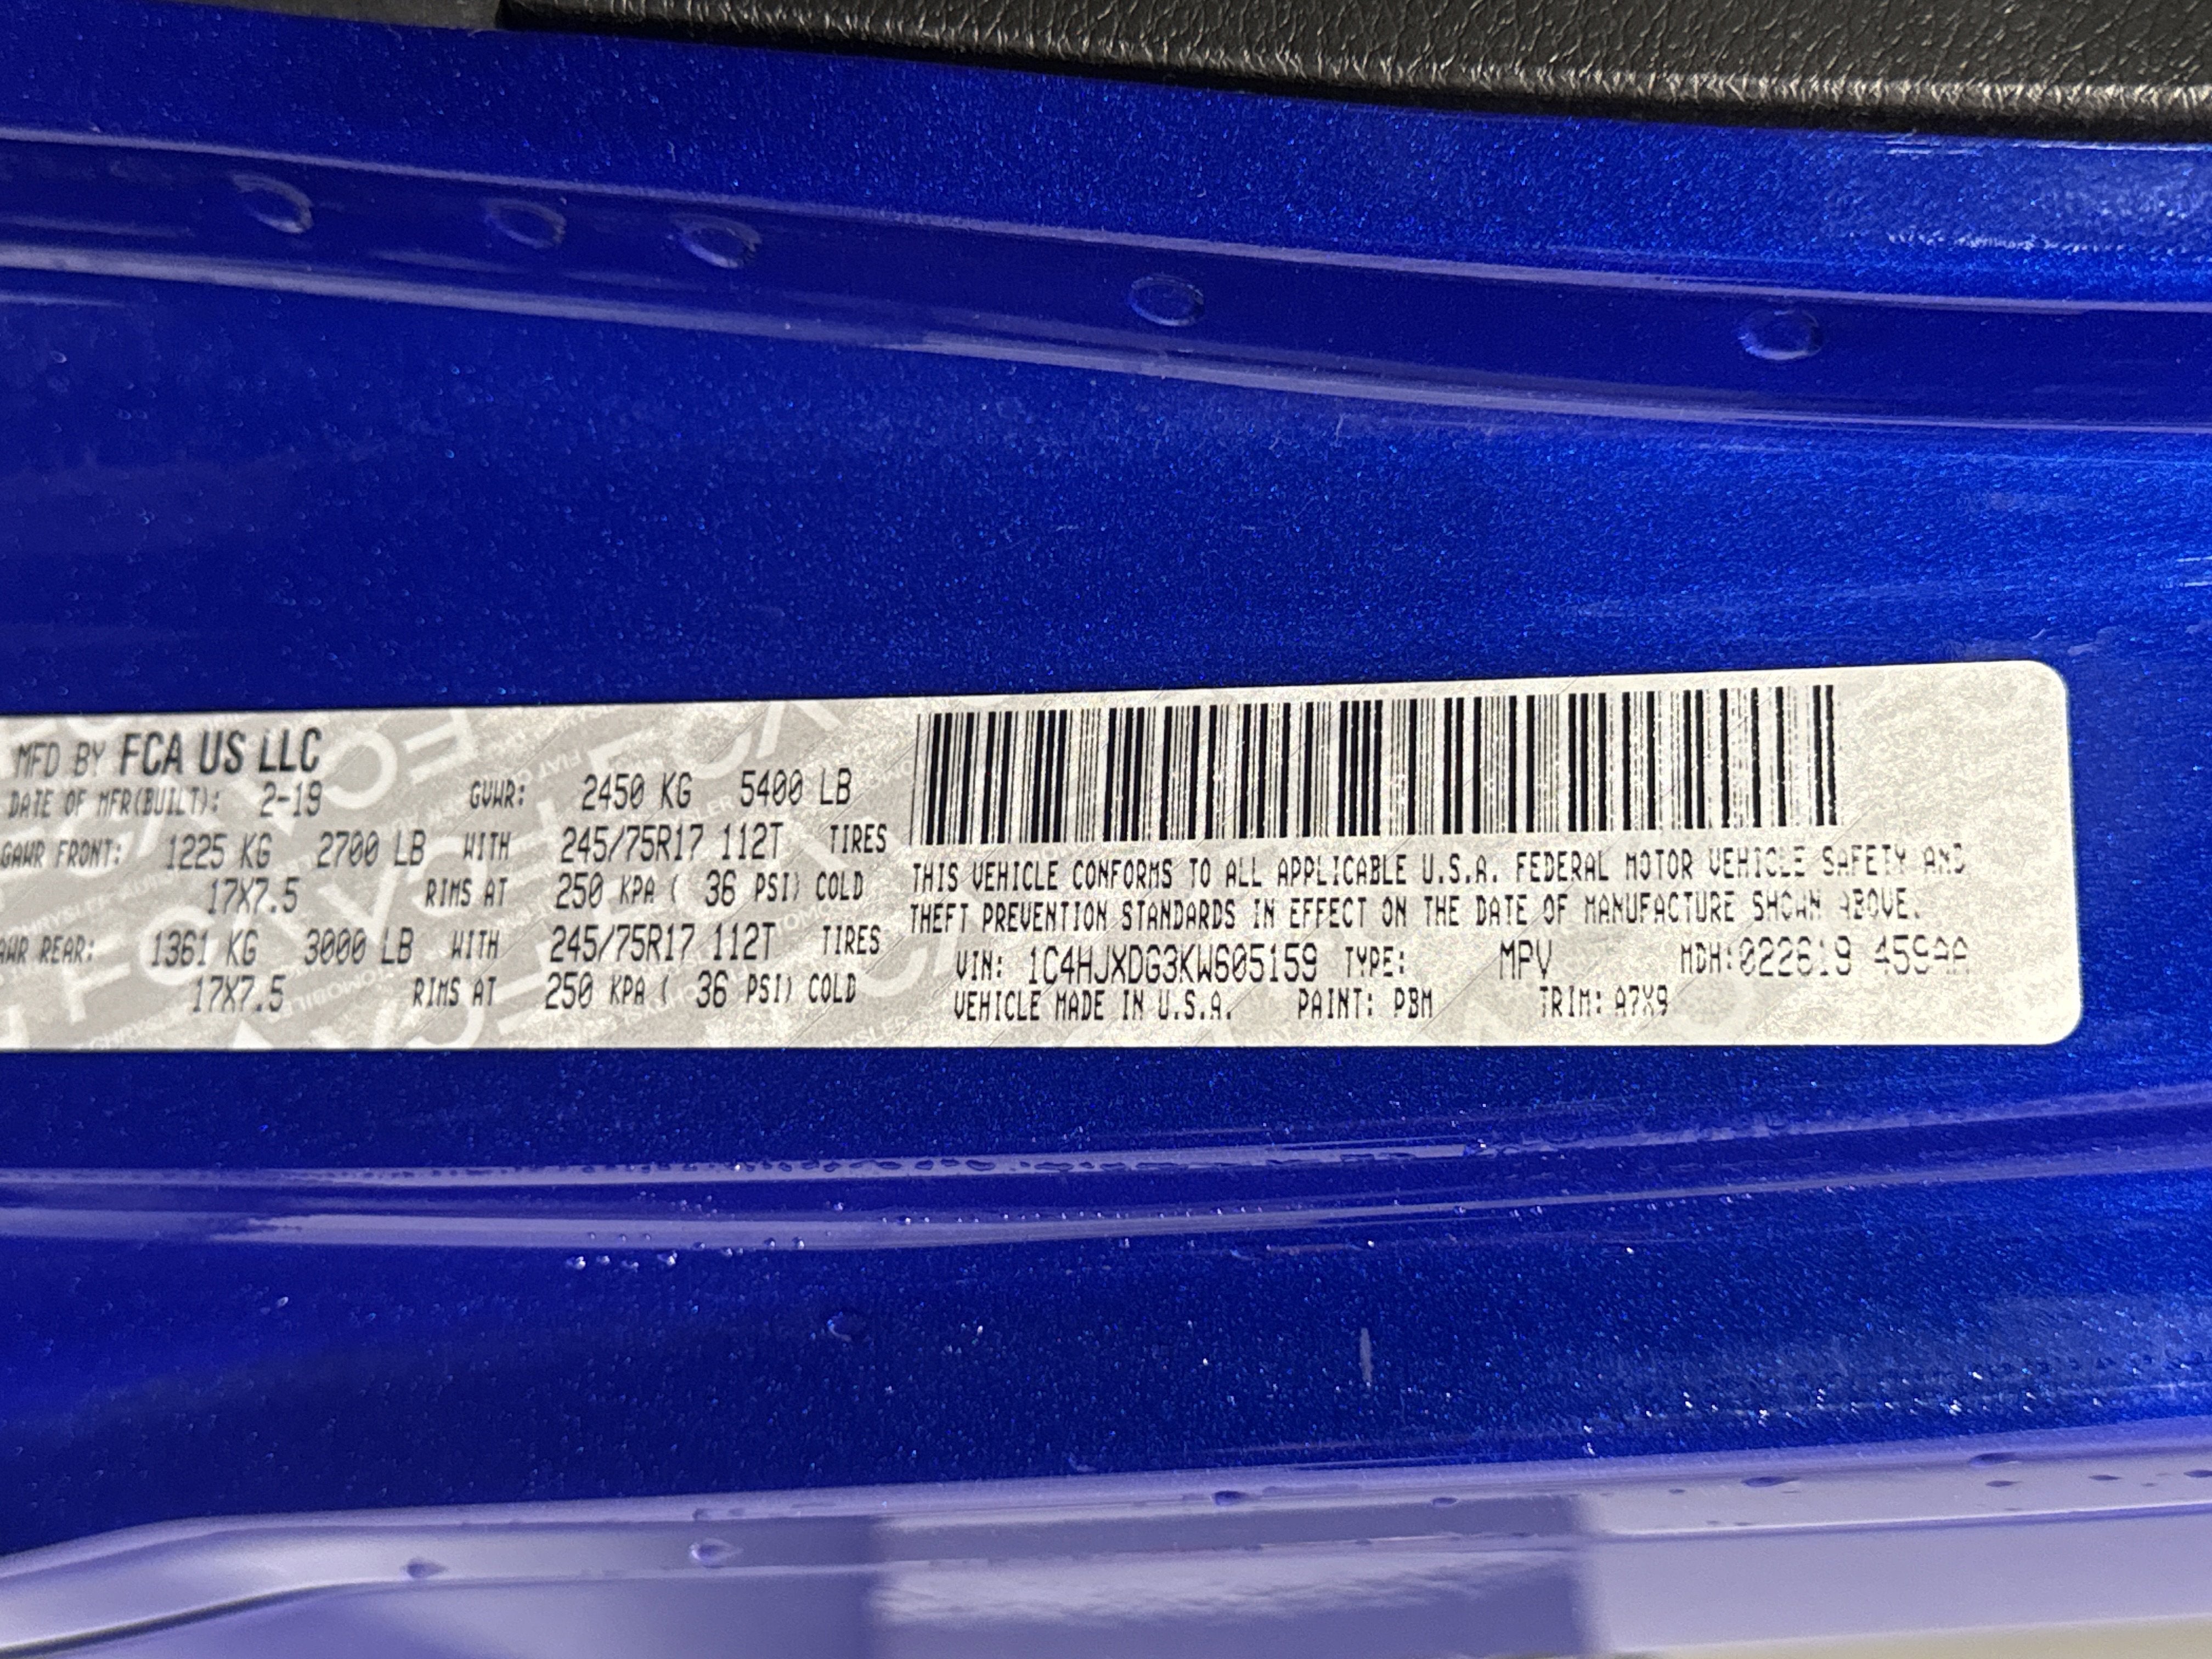 MFD BY FCA US LLC
DATE OF MFR(BUILT): 2-19 GVWR: 2450 KG 5400 LB
GAWR FRONT: 1225 KG 2700 LB WITH 245/75R17 112T TIRES
17X7.5 RIMS AT 250 KPA ( 36 PSI) COLD
AWR REAR: 1361 KG 3000 LB WITH 245/75R17 112T TIRES
17X7.5 RIMS AT 250 KPA ( 36 PSI) COLD
THIS VEHICLE CONFORMS TO ALL APPLICABLE U.S.A. FEDERAL MOTOR VEHICLE SAFETY AND
THEFT PREVENTION STANDARDS IN EFFECT ON THE DATE OF MANUFACTURE SHOWN ABOVE.
VIN: 1C4HJXDG3KW605159 TYPE: MPV MDH:022619 459AA
VEHICLE MADE IN U.S.A. PAINT: PBM TRIM: A7X9